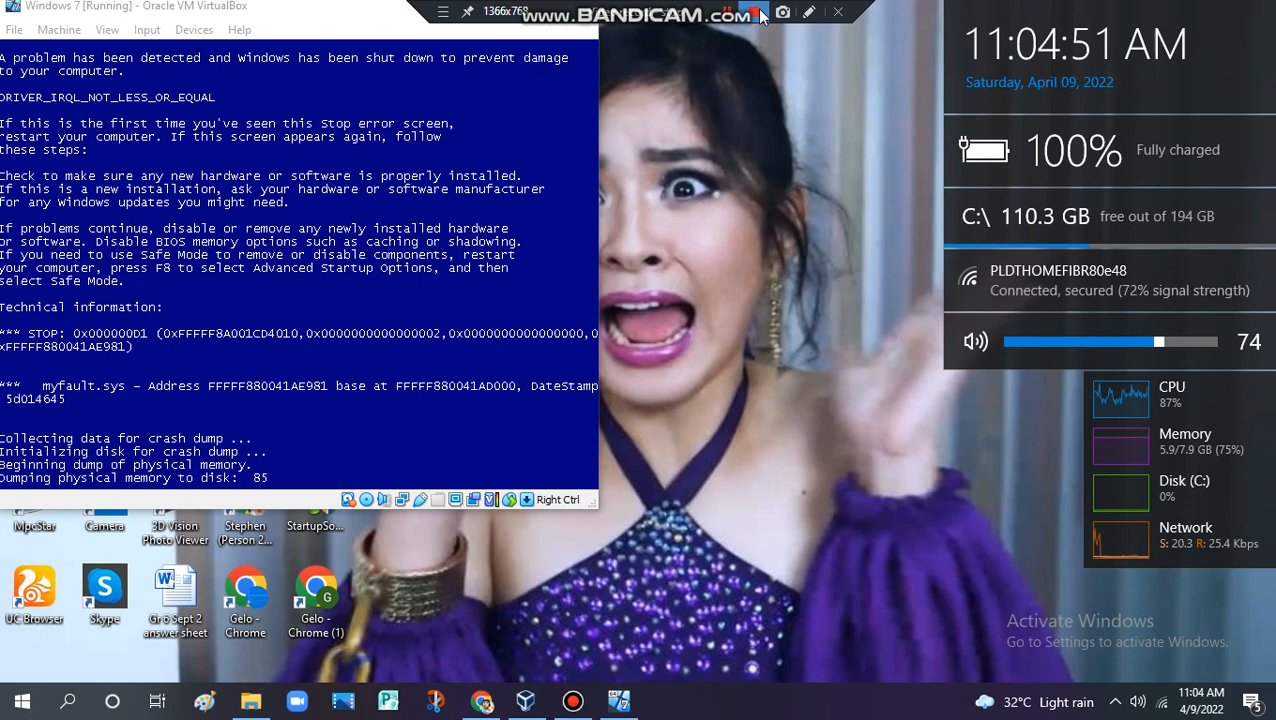 Windows 7 [Running] - Oracle VM VirtualBox
File Machine View Input Devices Help
1366x768
www.BANDICAM.com
A problem has been detected and Windows has been shut down to prevent damage
to your computer.
DRIVER_IRQL_NOT_LESS_OR_EQUAL
If this is the first time you've seen this Stop error screen,
restart your computer. If this screen appears again, follow
these steps:
Check to make sure any new hardware or software is properly installed.
If this is a new installation, ask your hardware or software manufacturer
for any Windows updates you might need.
If problems continue, disable or remove any newly installed hardware
or software. Disable BIOS memory options such as caching or shadowing.
If you need to use Safe Mode to remove or disable components, restart
your computer, press F8 to select Advanced Startup Options, and then
select Safe Mode.
Technical information:
*** STOP: 0x000000D1 (0xFFFFF8A001CD4010,0x0000000000000002,0x0000000000000000,0
xFFFFF880041AE981)
*** myfault.sys - Address FFFFF880041AE981 base at FFFFF880041AD000, DateStamp
5d014645
Collecting data for crash dump ...
Initializing disk for crash dump ...
Beginning dump of physical memory.
Dumping physical memory to disk: 85
Right Ctrl
11:04:51 AM
Saturday, April 09, 2022
100% Fully charged
C:\ 110.3 GB free out of 194 GB
PLDTHOMEFIBR80e48
Connected, secured (72% signal strength)
74
CPU
87%
Memory
5.9/7.9 GB (75%)
Disk (C:)
0%
Network
S: 20.3 R: 25.4 Kbps
MpcStar
Camera
3D Vision
Photo Viewer
Stephen
(Person 2...
StartupSo...
UC Browser
Skype
Gr 6 Sept 2
answer sheet
Gelo -
Chrome
Gelo -
Chrome (1)
Activate Windows
Go to Settings to activate Windows.
32°C Light rain
11:04 AM
4/9/2022
5